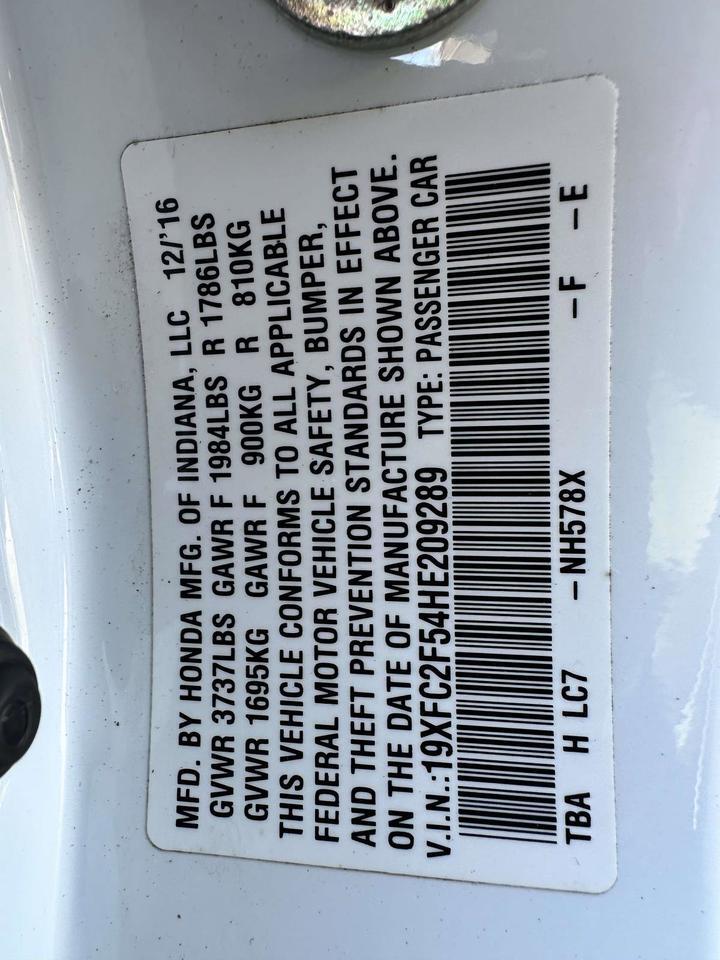 MFD. BY HONDA MFG. OF INDIANA, LLC 12/'16
GVWR 3737LBS GAWR F 1984LBS R 1786LBS
GVWR 1695KG GAWR F 900KG R 810KG
THIS VEHICLE CONFORMS TO ALL APPLICABLE
FEDERAL MOTOR VEHICLE SAFETY, BUMPER,
AND THEFT PREVENTION STANDARDS IN EFFECT
ON THE DATE OF MANUFACTURE SHOWN ABOVE.
V.I.N.:19XFC2F54HE209289 TYPE: PASSENGER CAR
TBA H LC7 –NH578X –F –E